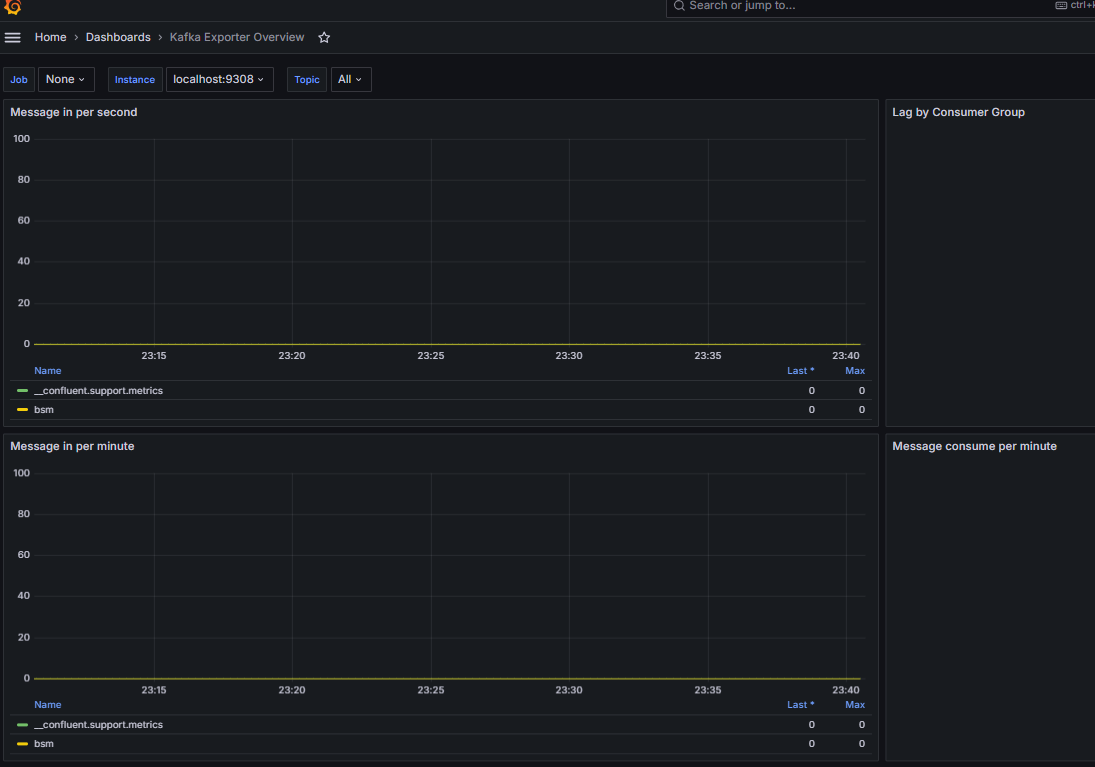 Search or jump to... ctrl+k
Home › Dashboards › Kafka Exporter Overview
Job None Instance localhost:9308 Topic All
Message in per second
100
80
60
40
20
0
23:15 23:20 23:25 23:30 23:35 23:40
Name Last * Max
__confluent.support.metrics 0 0
bsm 0 0
Lag by Consumer Group
Message in per minute
100
80
60
40
20
0
23:15 23:20 23:25 23:30 23:35 23:40
Name Last * Max
__confluent.support.metrics 0 0
bsm 0 0
Message consume per minute